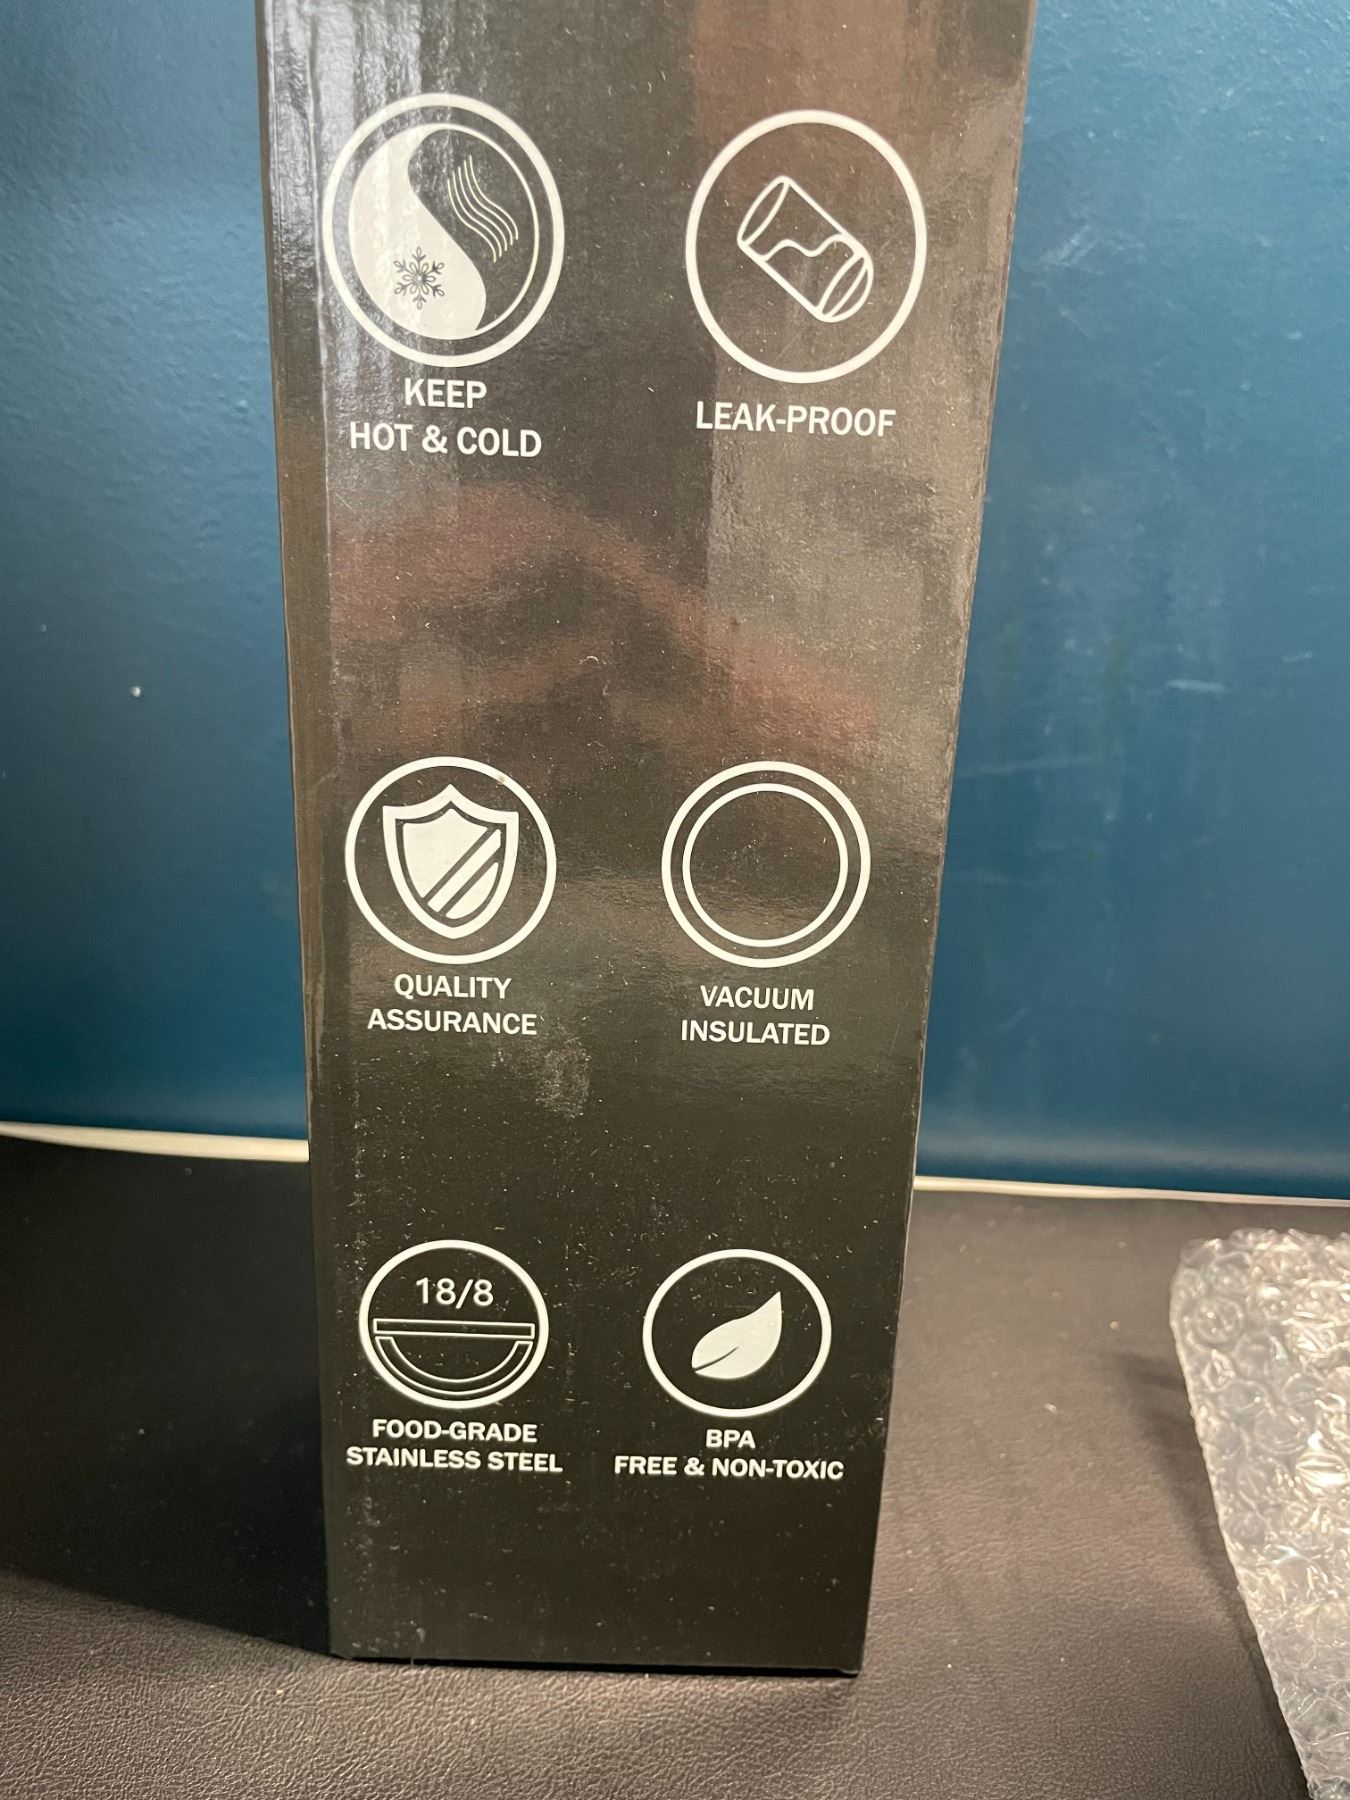 KEEP
HOT & COLD
LEAK-PROOF
QUALITY
ASSURANCE
VACUUM
INSULATED
18/8
FOOD-GRADE
STAINLESS STEEL
BPA
FREE & NON-TOXIC